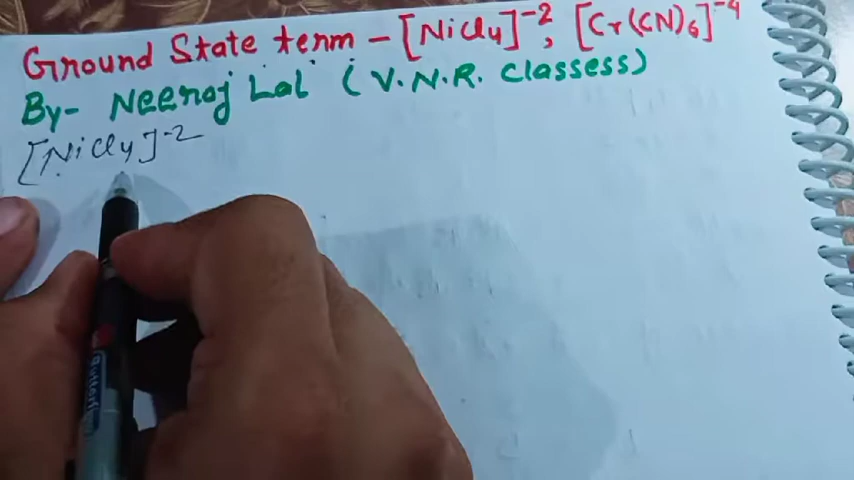 Ground State term - [NiCl4]-2, [Cr(CN)6]-4
By- Neeraj Lal (V.N.R. Classess)
[NiCl4]-2